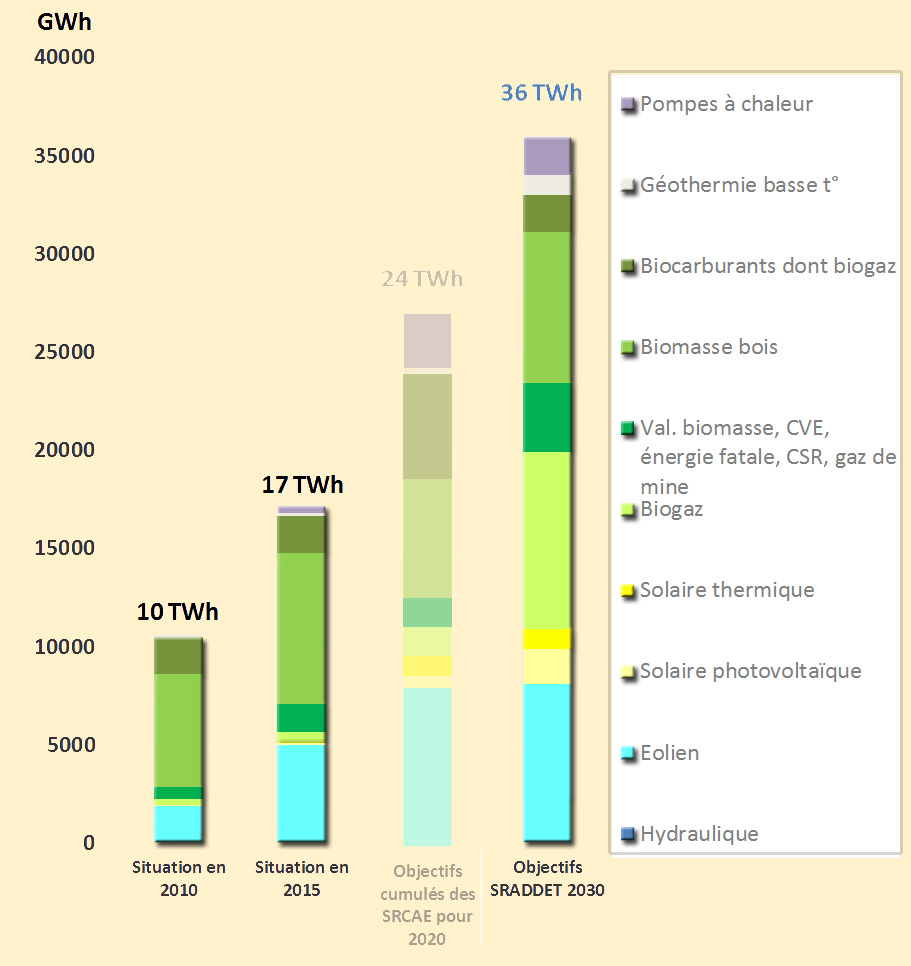 GWh
40000
35000
30000
25000
20000
15000
10000
5000
0
10 TWh
17 TWh
24 TWh
36 TWh
Situation en
2010
Situation en
2015
Objectifs
cumulés des
SRCAE pour
2020
Objectifs
SRADDET 2030
Pompes à chaleur
Géothermie basse t°
Biocarburants dont biogaz
Biomasse bois
Val. biomasse, CVE,
énergie fatale, CSR, gaz de
mine
Biogaz
Solaire thermique
Solaire photovoltaïque
Eolien
Hydraulique